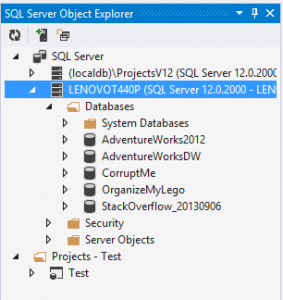 SQL Server Object Explorer
SQL Server
(localdb)\ProjectsV12 (SQL Server 12.0.2000
LENOVOT440P (SQL Server 12.0.2000 - LEN
Databases
System Databases
AdventureWorks2012
AdventureWorksDW
CorruptMe
OrganizeMyLego
StackOverflow_20130906
Security
Server Objects
Projects - Test
Test